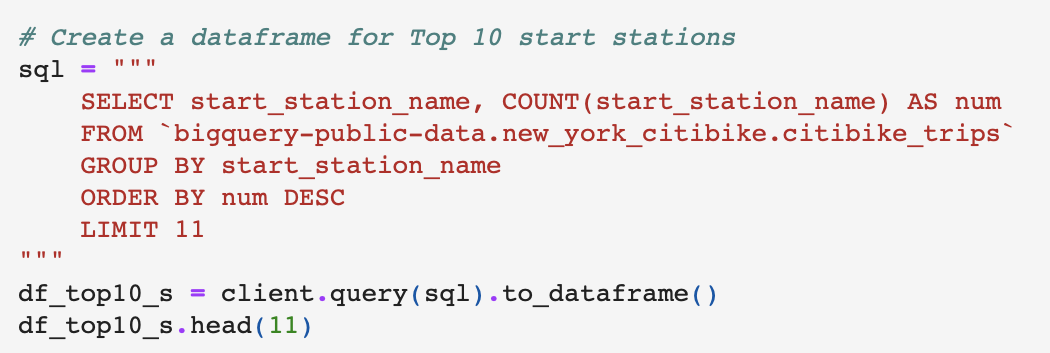 # Create a dataframe for Top 10 start stations
sql = """
    SELECT start_station_name, COUNT(start_station_name) AS num
    FROM `bigquery-public-data.new_york_citibike.citibike_trips`
    GROUP BY start_station_name
    ORDER BY num DESC
    LIMIT 11
"""
df_top10_s = client.query(sql).to_dataframe()
df_top10_s.head(11)